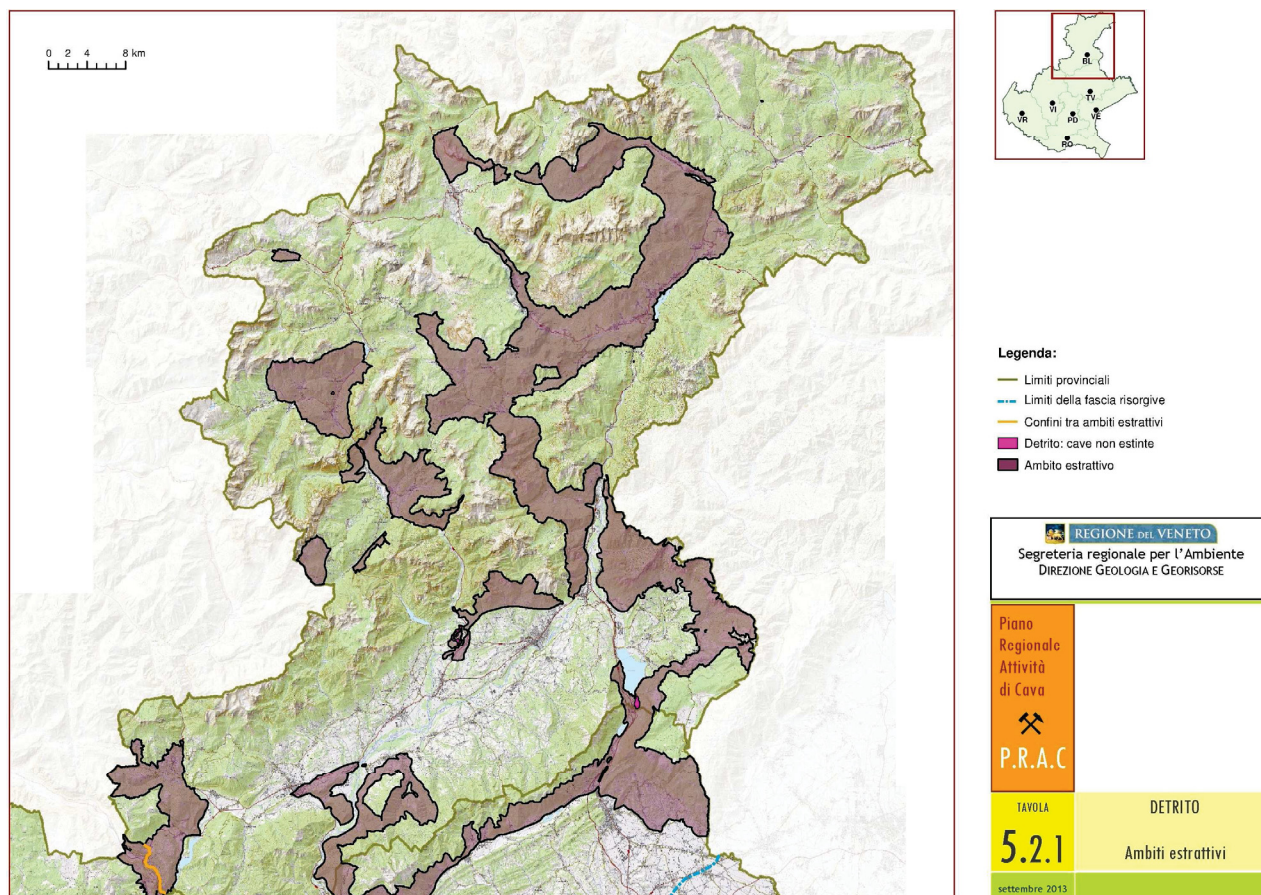 0 2 4 8 km
BL
TV
VI
VR
PD
VE
RO
Legenda:
Limiti provinciali
Limiti della fascia risorgive
Confini tra ambiti estrattivi
Detrito: cave non estinte
Ambito estrattivo
REGIONE DEL VENETO
Segreteria regionale per l'Ambiente
DIREZIONE GEOLOGIA E GEORISORSE
Piano
Regionale
Attività
di Cava
P.R.A.C
TAVOLA
DETRITO
5.2.1
Ambiti estrattivi
settembre 2013